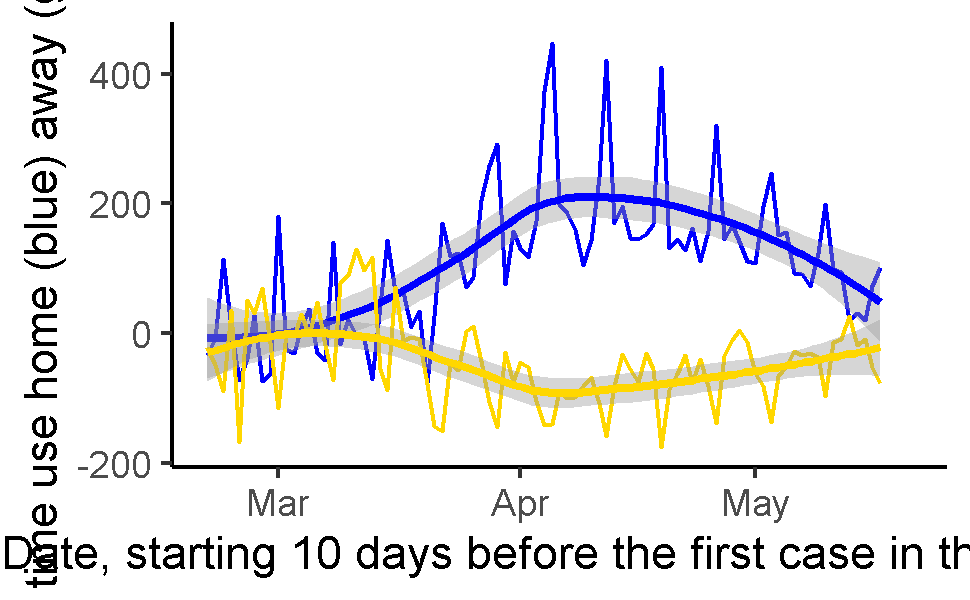 time use home (blue) away (
400
200
0
-200
Mar Apr May
Date, starting 10 days before the first case in th